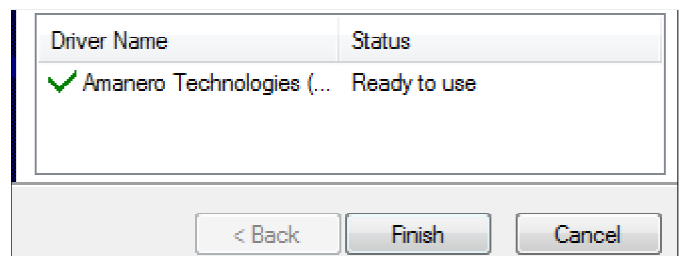 Driver Name Status
Amanero Technologies (... Ready to use
< Back Finish Cancel